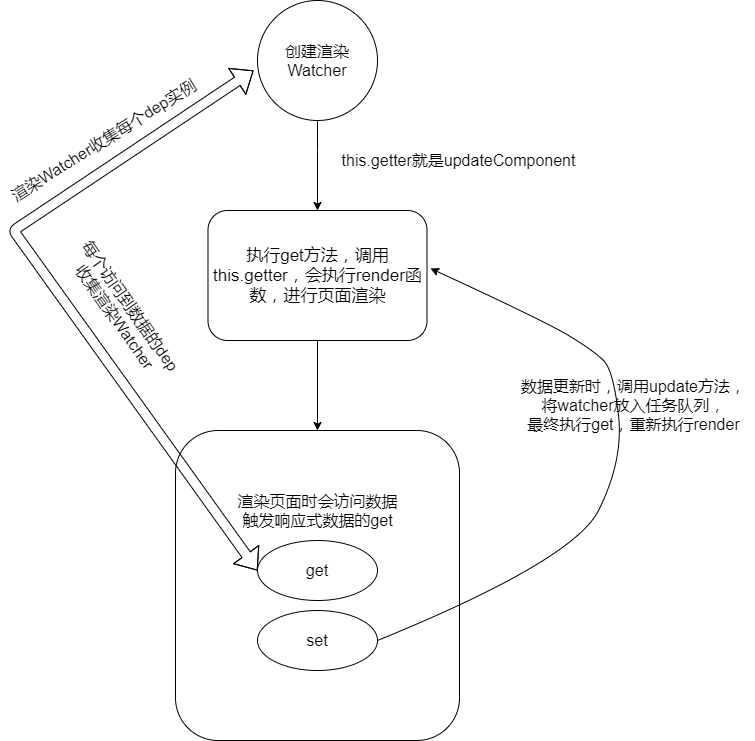 创建渲染
Watcher
渲染Watcher收集每个dep实例
this.getter就是updateComponent
每个访问到数据的dep
收集渲染Watcher
执行get方法，调用
this.getter，会执行render函
数，进行页面渲染
数据更新时，调用update方法，
将watcher放入任务队列，
最终执行get，重新执行render
渲染页面时会访问数据
触发响应式数据的get
get
set